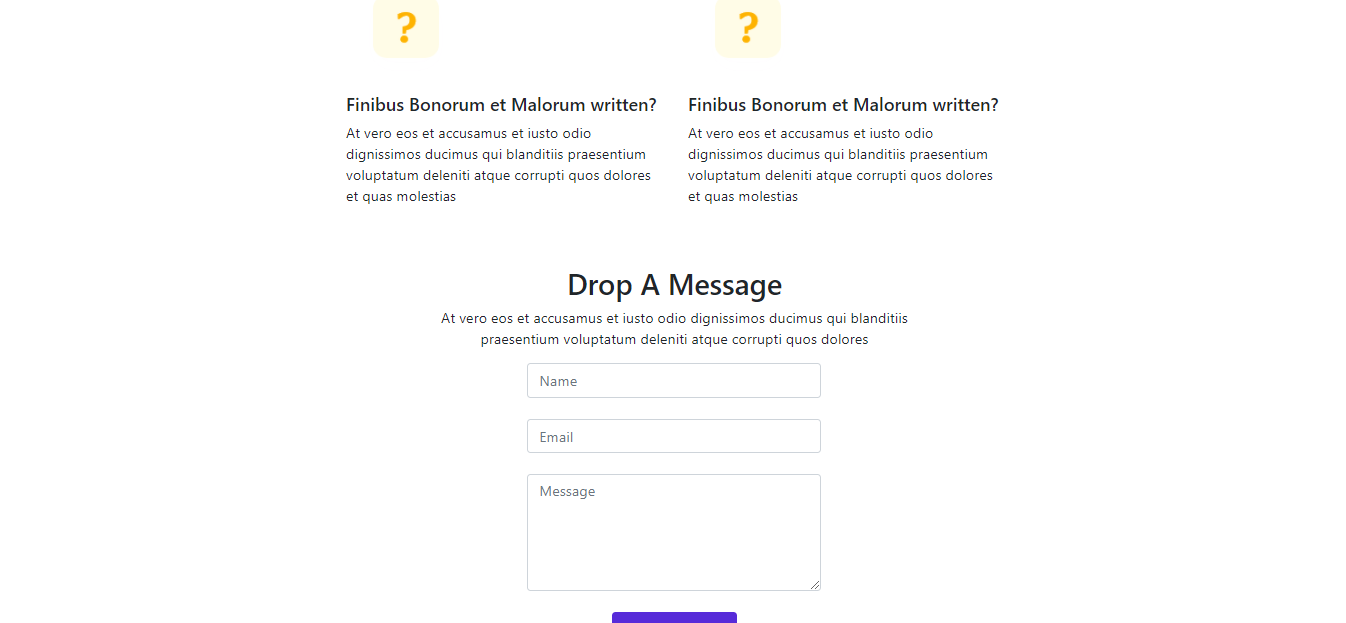 ? ?
Finibus Bonorum et Malorum written?
At vero eos et accusamus et iusto odio
dignissimos ducimus qui blanditiis praesentium
voluptatum deleniti atque corrupti quos dolores
et quas molestias
Finibus Bonorum et Malorum written?
At vero eos et accusamus et iusto odio
dignissimos ducimus qui blanditiis praesentium
voluptatum deleniti atque corrupti quos dolores
et quas molestias
Drop A Message
At vero eos et accusamus et iusto odio dignissimos ducimus qui blanditiis
praesentium voluptatum deleniti atque corrupti quos dolores
Name
Email
Message